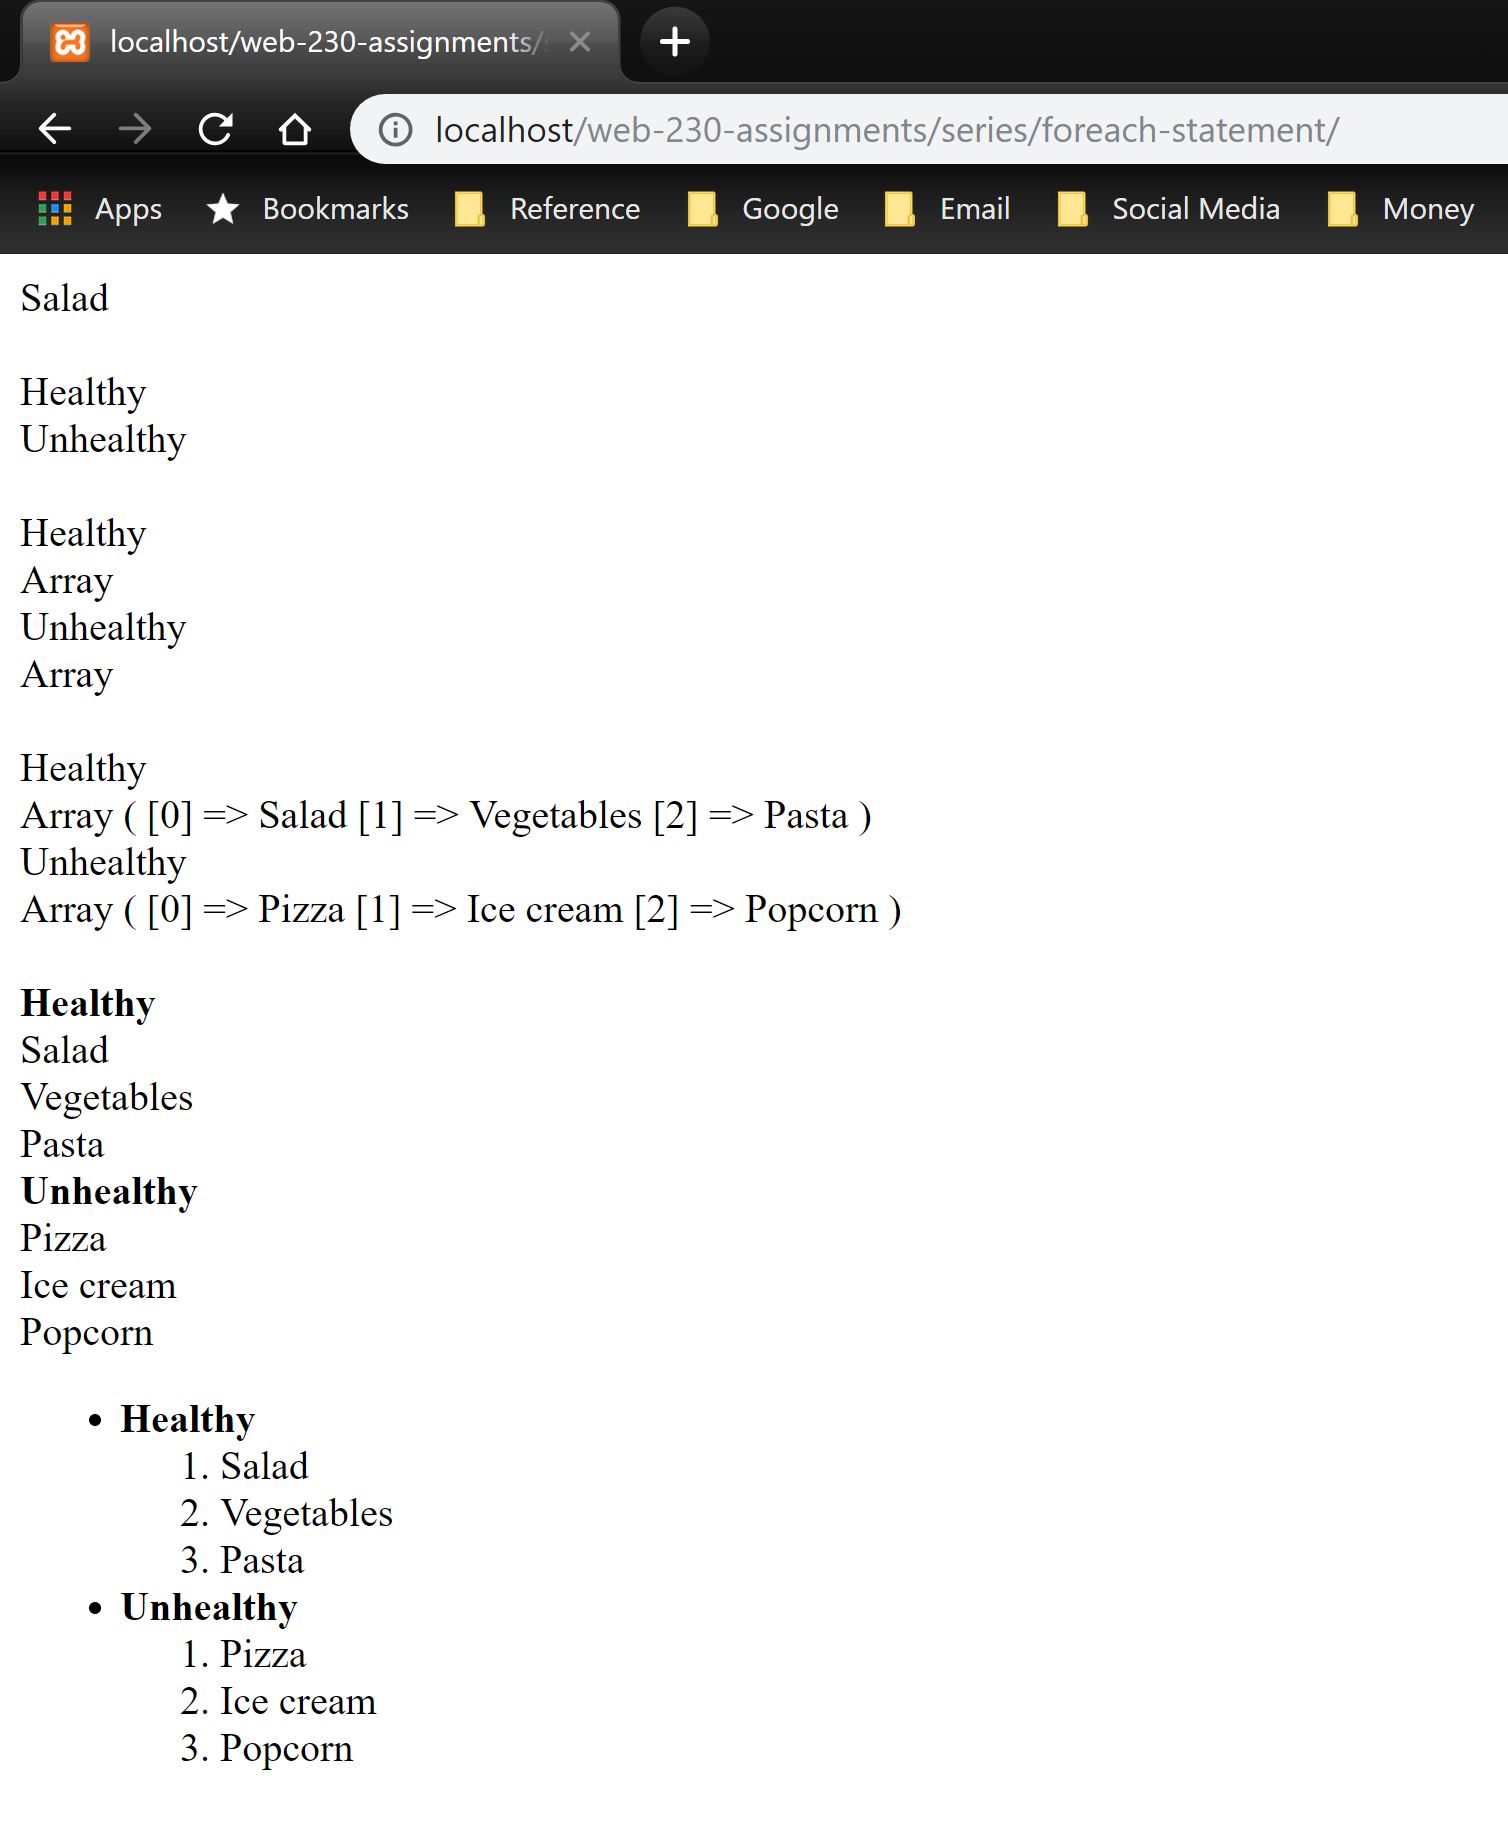 localhost/web-230-assignments/
localhost/web-230-assignments/series/foreach-statement/
Apps Bookmarks Reference Google Email Social Media Money
Salad
Healthy
Unhealthy
Healthy
Array
Unhealthy
Array
Healthy
Array ( [0] => Salad [1] => Vegetables [2] => Pasta )
Unhealthy
Array ( [0] => Pizza [1] => Ice cream [2] => Popcorn )
Healthy
Salad
Vegetables
Pasta
Unhealthy
Pizza
Ice cream
Popcorn
• Healthy
1. Salad
2. Vegetables
3. Pasta
• Unhealthy
1. Pizza
2. Ice cream
3. Popcorn